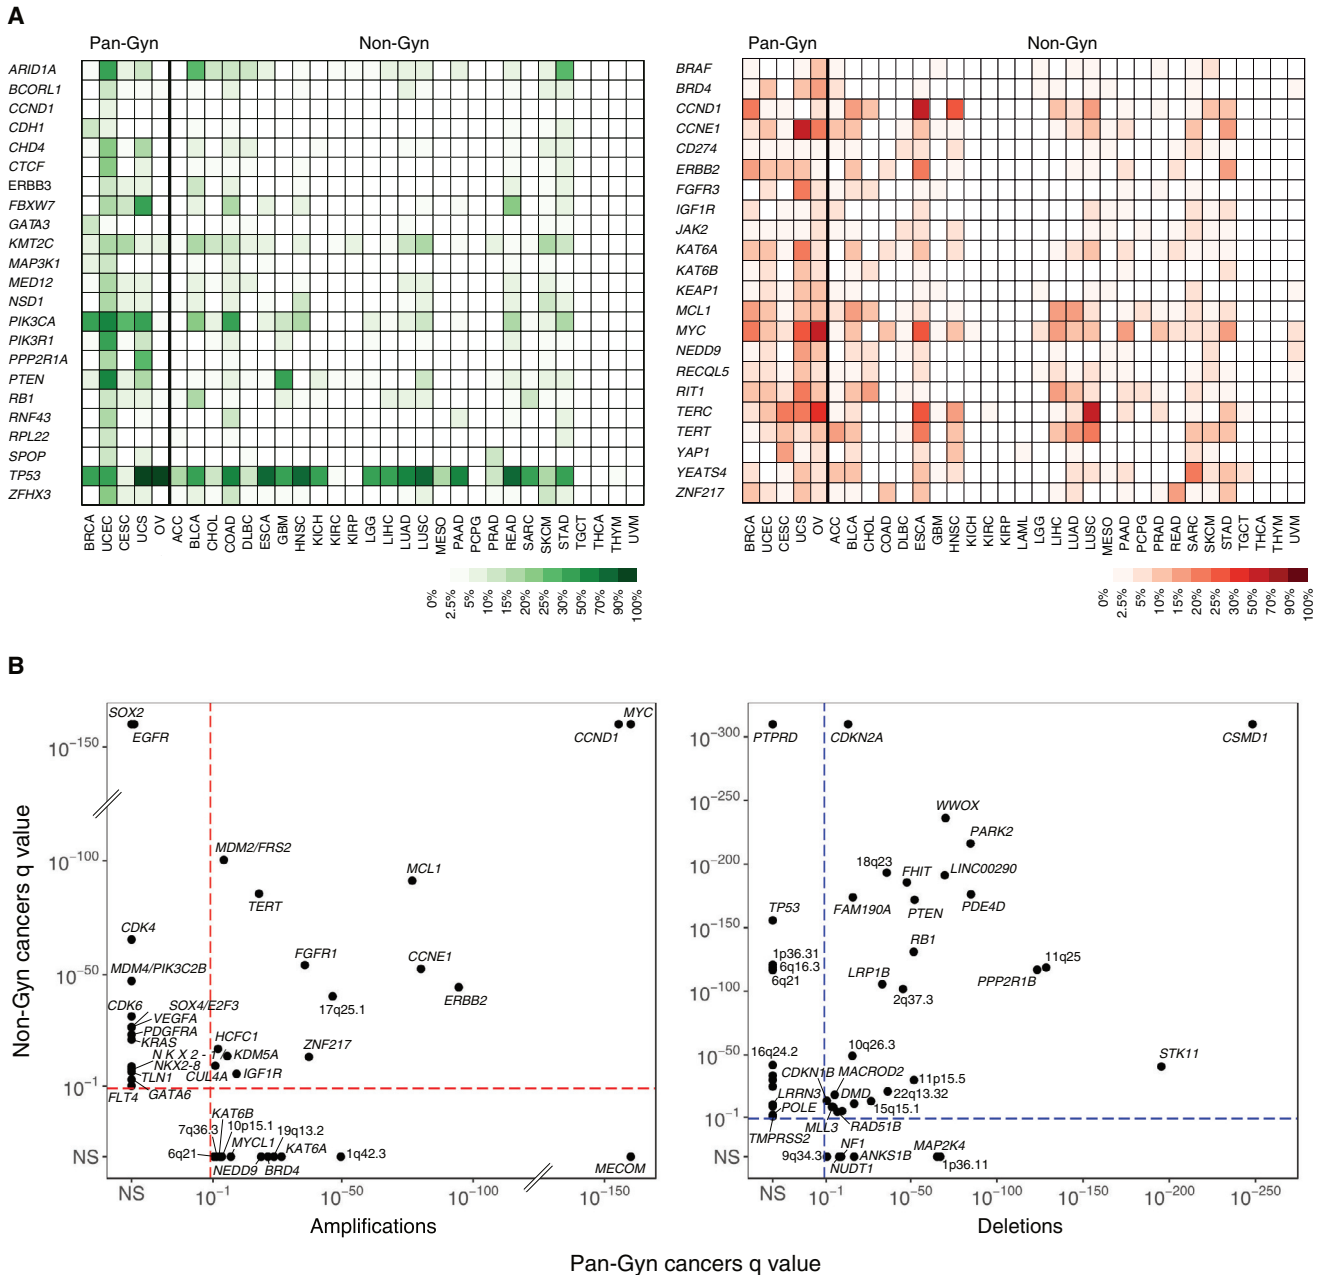 A
Pan-Gyn Non-Gyn
ARID1A
BCORL1
CCND1
CDH1
CHD4
CTCF
ERBB3
FBXW7
GATA3
KMT2C
MAP3K1
MED12
NSD1
PIK3CA
PIK3R1
PPP2R1A
PTEN
RB1
RNF43
RPL22
SPOP
TP53
ZFHX3
BRCA UCEC CESC UCS OV ACC BLCA CHOL COAD DLBC ESCA GBM HNSC KICH KIRC KIRP LGG LIHC LUAD LUSC MESO PAAD PCPG PRAD READ SARC SKCM STAD TGCT THCA THYM UVM
0% 2.5% 5% 10% 15% 20% 25% 30% 50% 70% 90% 100%
Pan-Gyn Non-Gyn
BRAF
BRD4
CCND1
CCNE1
CD274
ERBB2
FGFR3
IGF1R
JAK2
KAT6A
KAT6B
KEAP1
MCL1
MYC
NEDD9
RECQL5
RIT1
TERC
TERT
YAP1
YEATS4
ZNF217
BRCA UCEC CESC UCS OV ACC BLCA CHOL COAD DLBC ESCA GBM HNSC KICH KIRC KIRP LAML LGG LIHC LUAD LUSC MESO PAAD PCPG PRAD READ SARC SKCM STAD TGCT THCA THYM UVM
0% 2.5% 5% 10% 15% 20% 25% 30% 50% 70% 90% 100%
B
Non-Gyn cancers q value
10−150
10−100
10−50
10−1
NS
SOX2
EGFR
MYC
CCND1
MDM2/FRS2
MCL1
TERT
CDK4
FGFR1
CCNE1
MDM4/PIK3C2B
ERBB2
17q25.1
CDK6
SOX4/E2F3
VEGFA
PDGFRA
KRAS
HCFC1
ZNF217
NKX2-1/
KDM5A
NKX2-8
CUL4A
IGF1R
TLN1
GATA6
FLT4
KAT6B
7q36.3
10p15.1
19q13.2
MYCL1
KAT6A
6q21
1q42.3
NEDD9
BRD4
MECOM
NS 10−1 10−50 10−100 10−150
Amplifications
10−300
10−250
10−200
10−150
10−100
10−50
10−1
NS
PTPRD
CDKN2A
CSMD1
WWOX
PARK2
18q23
FHIT
LINC00290
TP53
FAM190A
PTEN
PDE4D
RB1
1p36.31
6q16.3
6q21
11q25
LRP1B
PPP2R1B
2q37.3
16q24.2
10q26.3
STK11
CDKN1B
MACROD2
11p15.5
LRRN3
DMD
22q13.32
POLE
15q15.1
MLL3
RAD51B
TMPRSS2
9q34.3
NF1
MAP2K4
ANKS1B
NUDT1
1p36.11
NS 10−1 10−50 10−100 10−150 10−200 10−250
Deletions
Pan-Gyn cancers q value